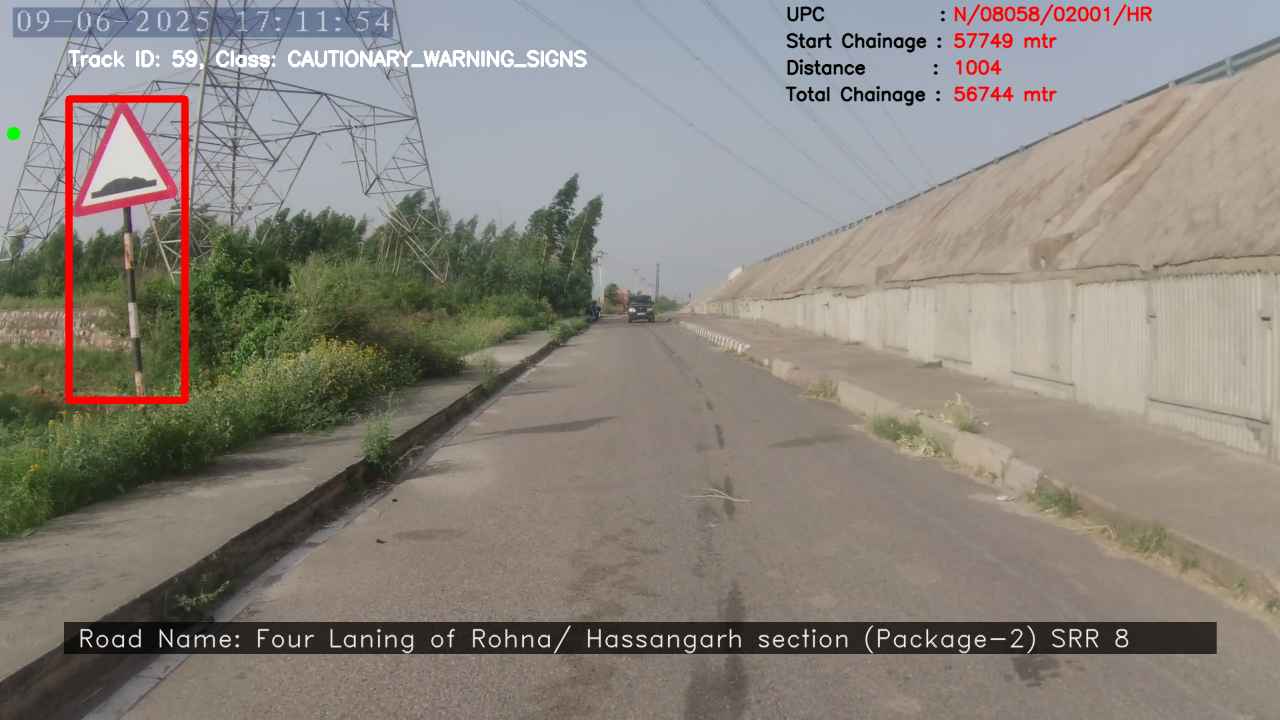 09-06-2025 17:11:54
Track ID: 59, Class: CAUTIONARY_WARNING_SIGNS
UPC : N/08058/02001/HR
Start Chainage : 57749 mtr
Distance : 1004
Total Chainage : 56744 mtr
Road Name: Four Laning of Rohna/ Hassangarh section (Package-2) SRR 8